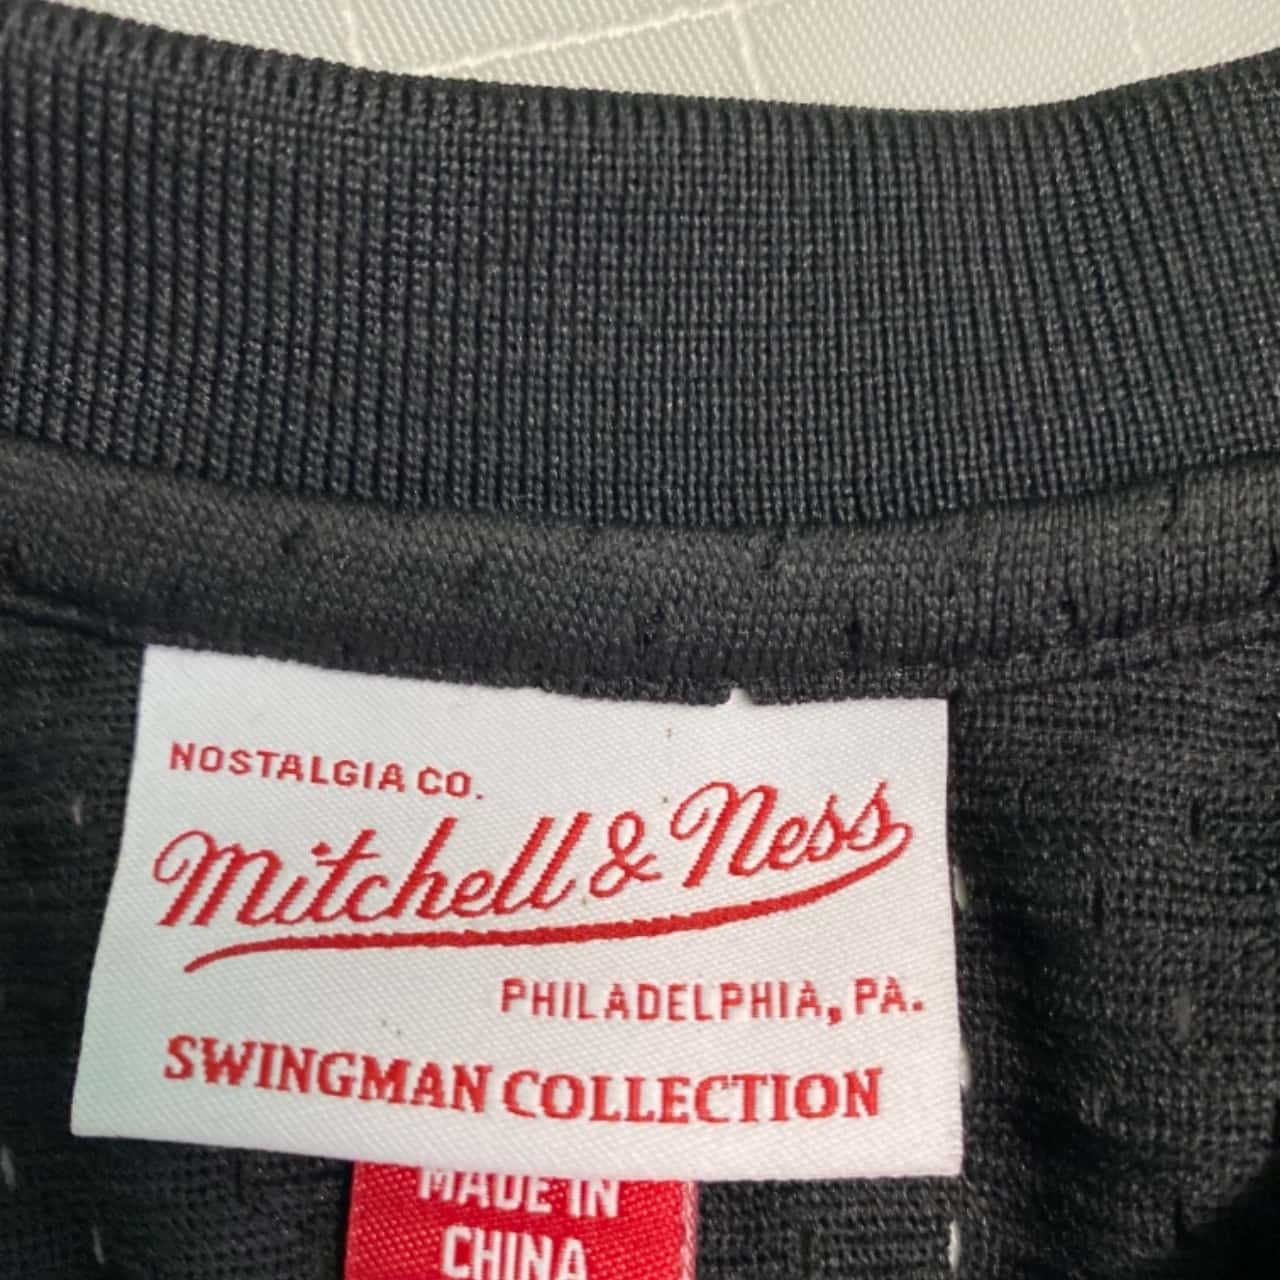 NOSTALGIA CO.
Mitchell & Ness
PHILADELPHIA, PA.
SWINGMAN COLLECTION
MADE IN
CHINA